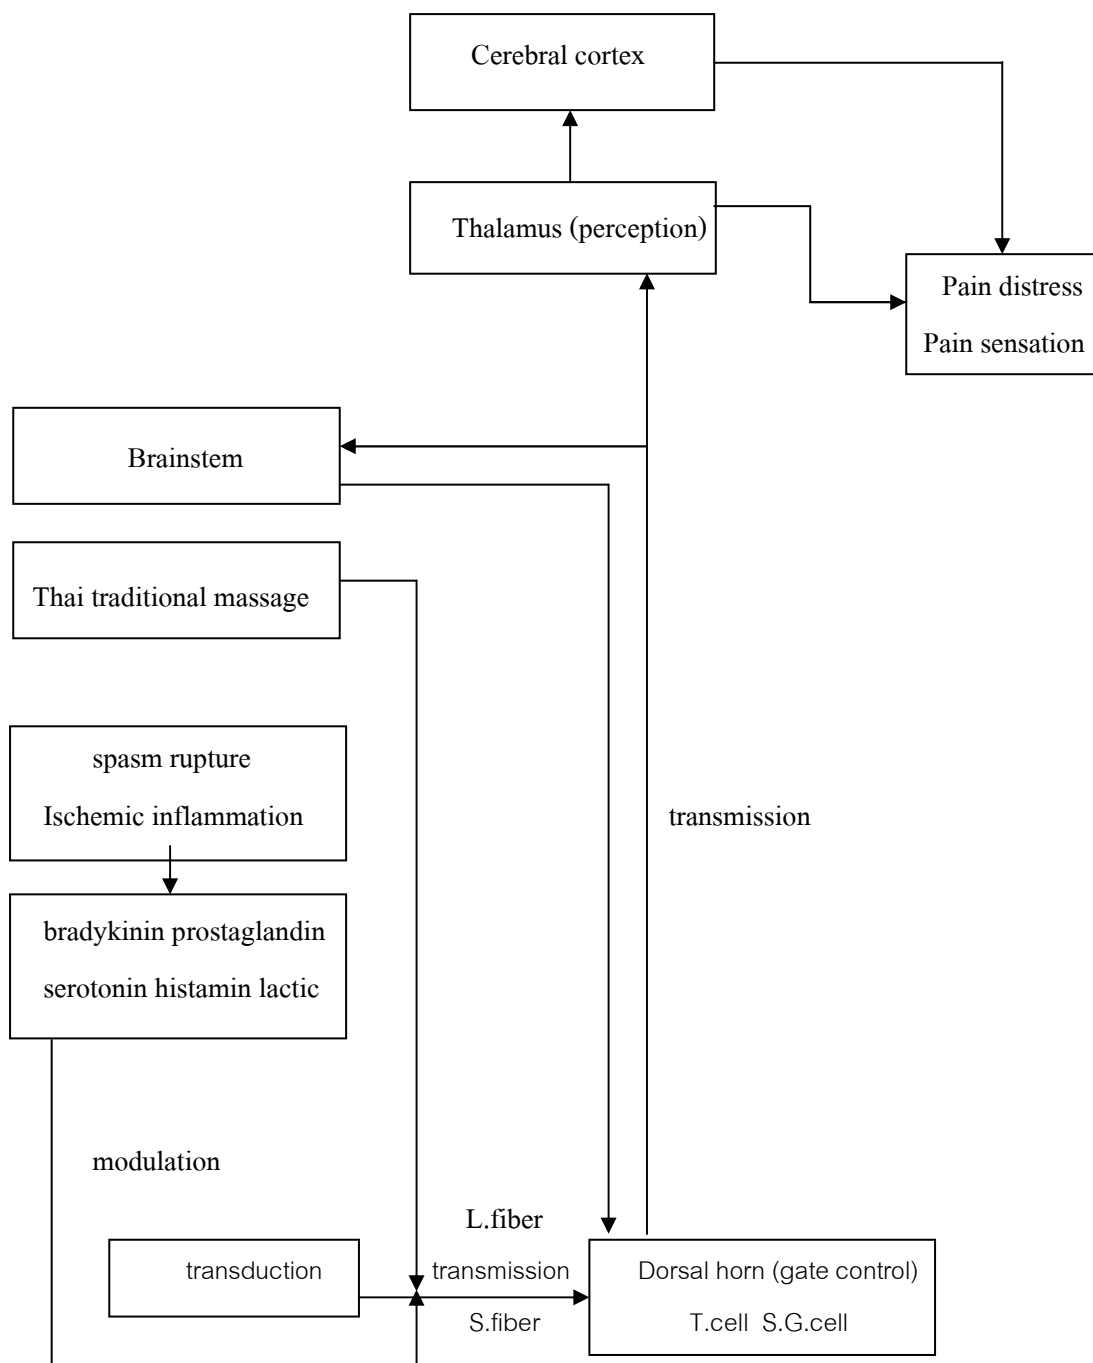 Cerebral cortex
Thalamus (perception)
Pain distress
Pain sensation
Brainstem
Thai traditional massage
spasm rupture
Ischemic inflammation
transmission
bradykinin prostaglandin
serotonin histamin lactic
modulation
L.fiber
transduction
transmission
S.fiber
Dorsal horn (gate control)
T.cell S.G.cell